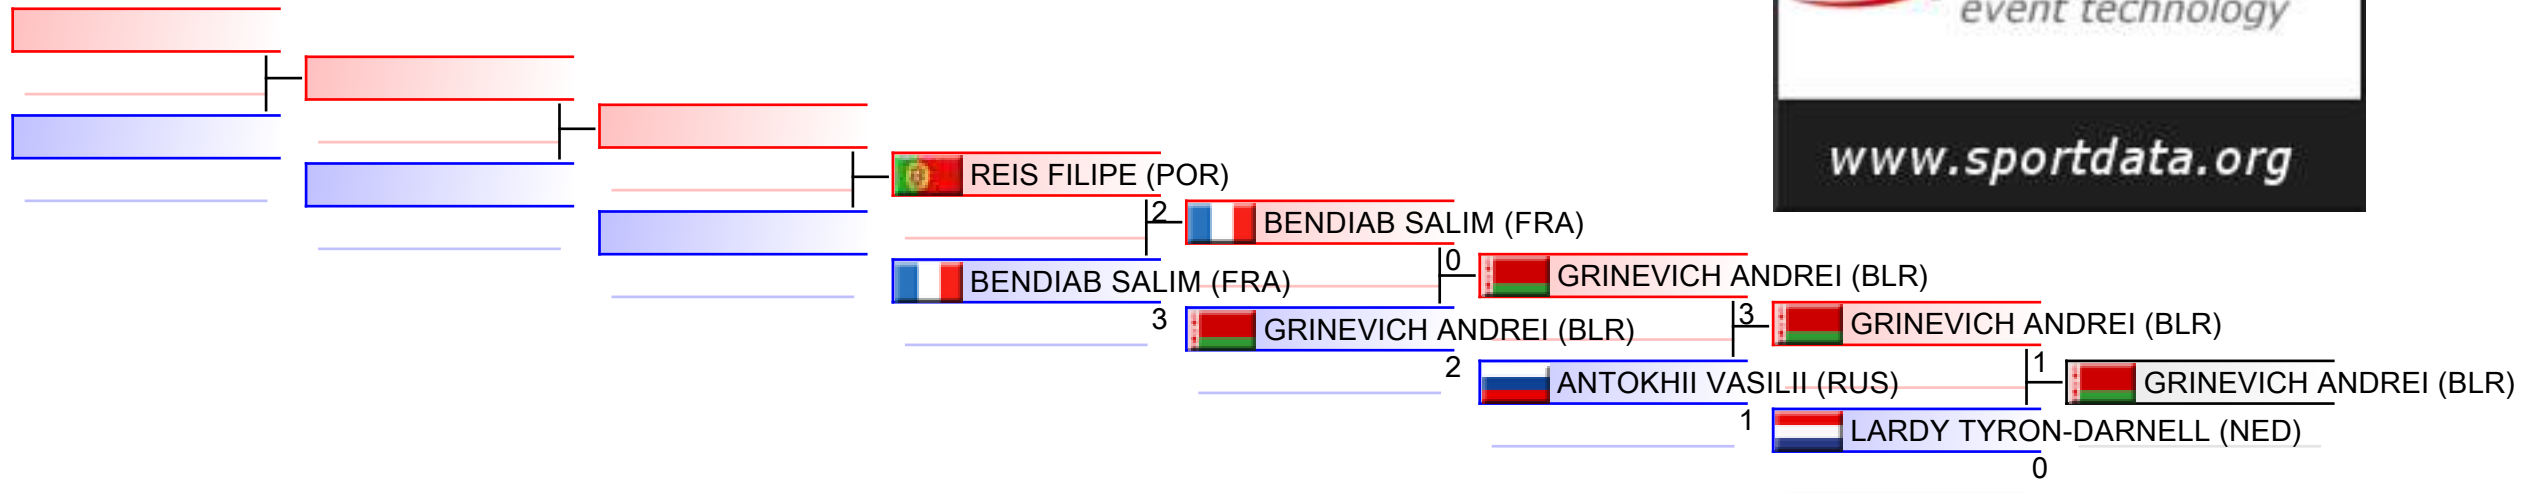 event technology
www.sportdata.org
REIS FILIPE (POR)
2
BENDIAB SALIM (FRA)
BENDIAB SALIM (FRA)
3
0
GRINEVICH ANDREI (BLR)
GRINEVICH ANDREI (BLR)
2
3
GRINEVICH ANDREI (BLR)
ANTOKHII VASILII (RUS)
1
1
GRINEVICH ANDREI (BLR)
LARDY TYRON-DARNELL (NED)
0